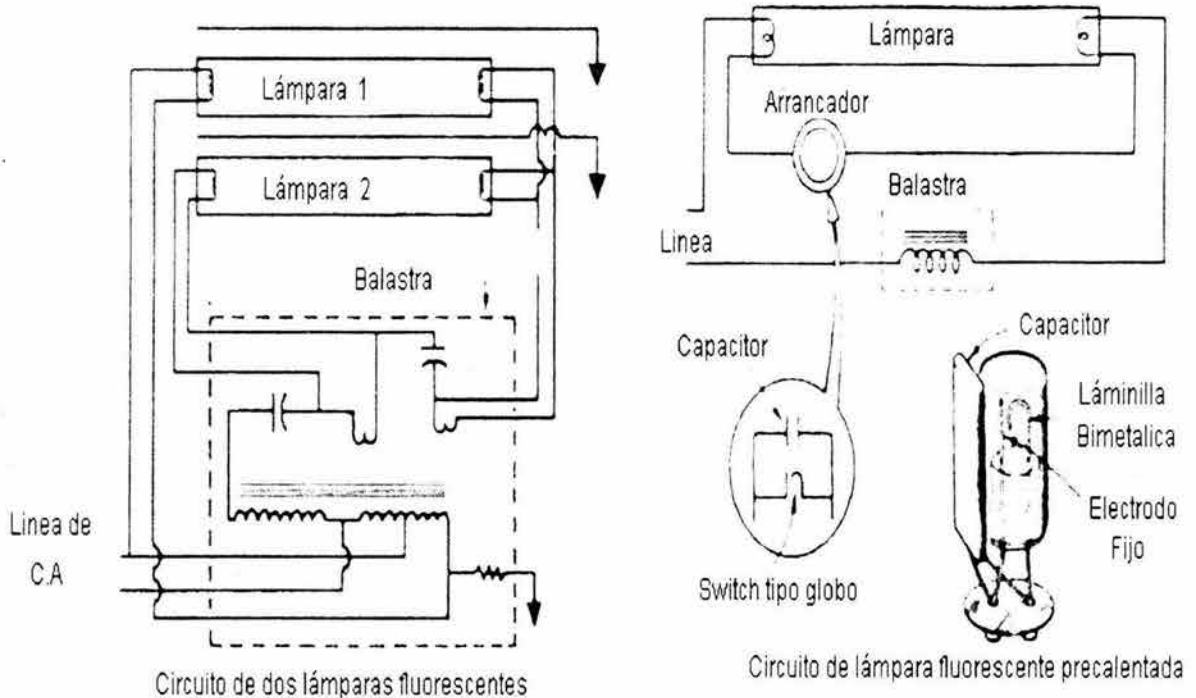 Lámpara 1
Lámpara 2
Balastra
Linea de
C.A
Circuito de dos lámparas fluorescentes
Lámpara
Arrancador
Balastra
Linea
Capacitor
Switch tipo globo
Capacitor
Láminilla
Bimetalica
Electrodo
Fijo
Circuito de lámpara fluorescente precalentada